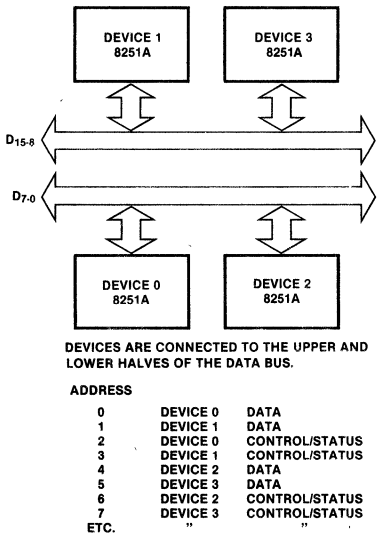 DEVICE 1 DEVICE 3
8251A 8251A
D15-8
D7-0
DEVICE 0 DEVICE 2
8251A 8251A
DEVICES ARE CONNECTED TO THE UPPER AND
LOWER HALVES OF THE DATA BUS.
ADDRESS
0 DEVICE 0 DATA
1 DEVICE 1 DATA
2 DEVICE 0 CONTROL/STATUS
3 DEVICE 1 CONTROL/STATUS
4 DEVICE 2 DATA
5 DEVICE 3 DATA
6 DEVICE 2 CONTROL/STATUS
7 DEVICE 3 CONTROL/STATUS
ETC. " "